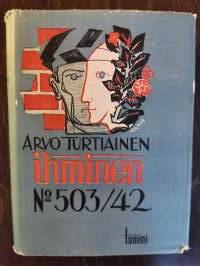 ARVO TURTIAINEN
ihminen
Nº 503/42
tammi